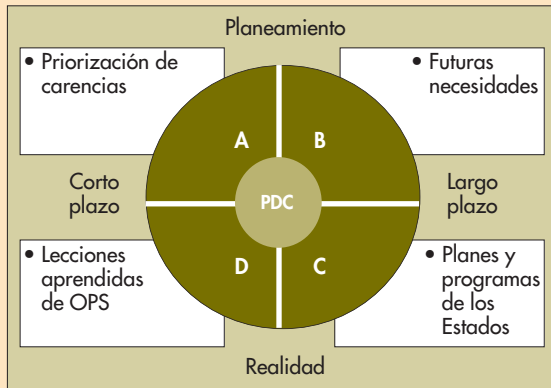 Planeamiento
• Priorización de
carencias
• Futuras
necesidades
A
B
Corto
plazo
PDC
Largo
plazo
D
C
• Lecciones
aprendidas
de OPS
• Planes y
programas
de los
Estados
Realidad